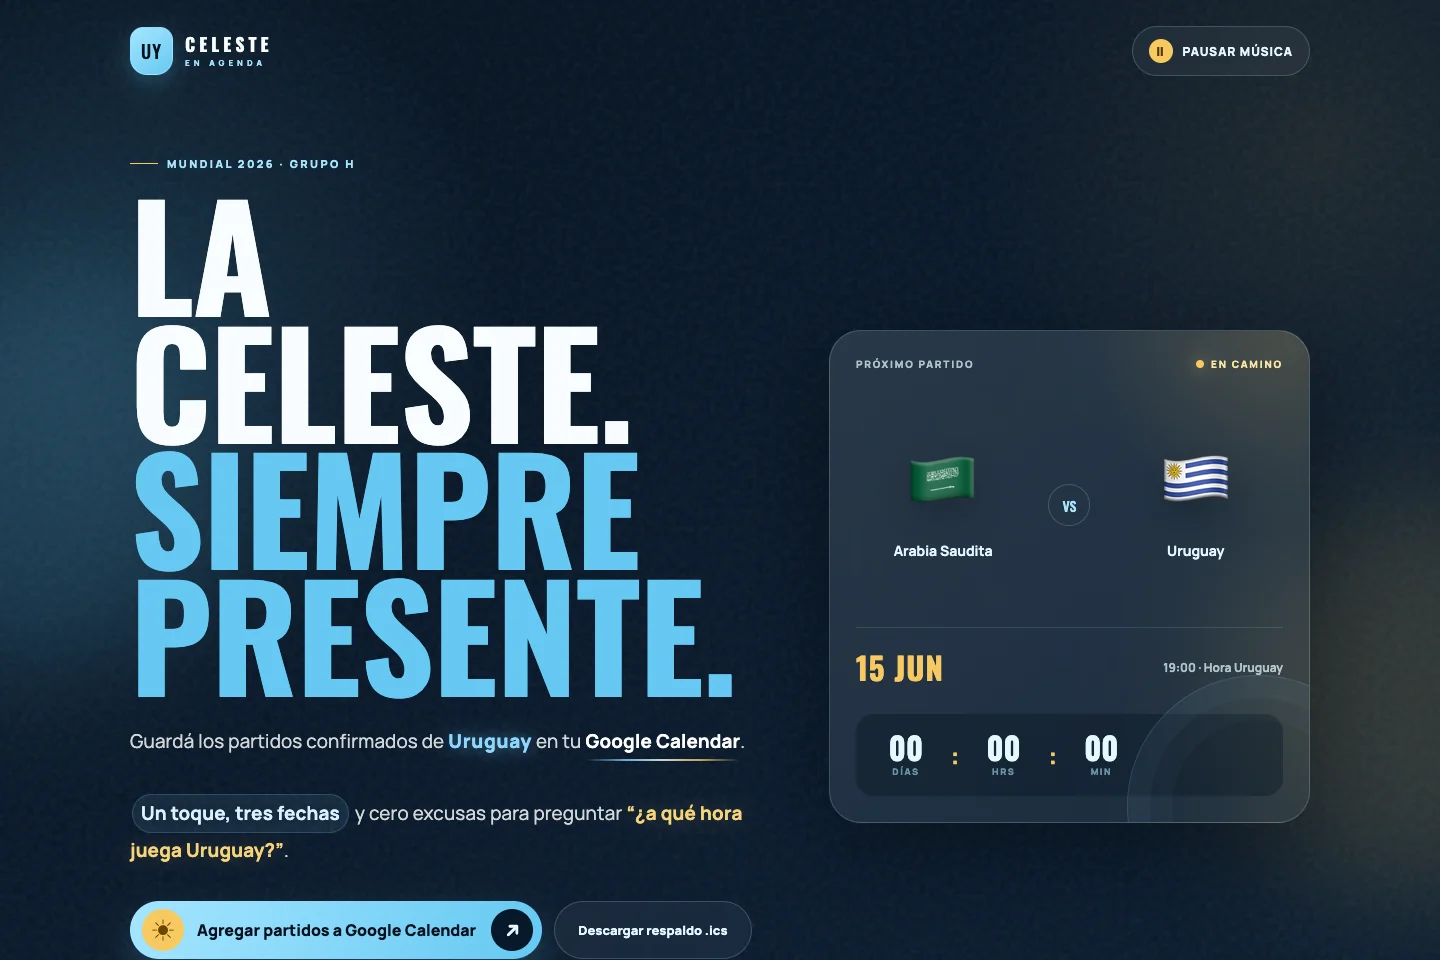 UY
CELESTE
EN AGENDA
PAUSAR MÚSICA
MUNDIAL 2026 · GRUPO H
LA
CELESTE.
SIEMPRE
PRESENTE.
Guardá los partidos confirmados de Uruguay en tu Google Calendar.
Un toque, tres fechas y cero excusas para preguntar “¿a qué hora
juega Uruguay?”.
Agregar partidos a Google Calendar
Descargar respaldo .ics
PRÓXIMO PARTIDO
EN CAMINO
VS
Arabia Saudita
Uruguay
15 JUN
19:00 · Hora Uruguay
00 : 00 : 00
DÍAS HRS MIN